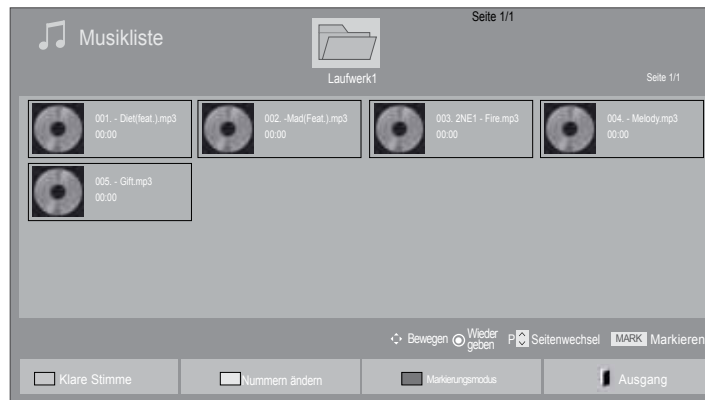 Seite 1/1
Musikliste
Laufwerk1
Seite 1/1
001. - Diet(feat.).mp3
00:00
002. -Mad(Feat.).mp3
00:00
003. 2NE1 - Fire.mp3
00:00
004. - Melody.mp3
00:00
005. - Gift.mp3
00:00
Bewegen Wieder geben P Seitenwechsel MARK Markieren
Klare Stimme Nummern ändern Markierungsmodus Ausgang